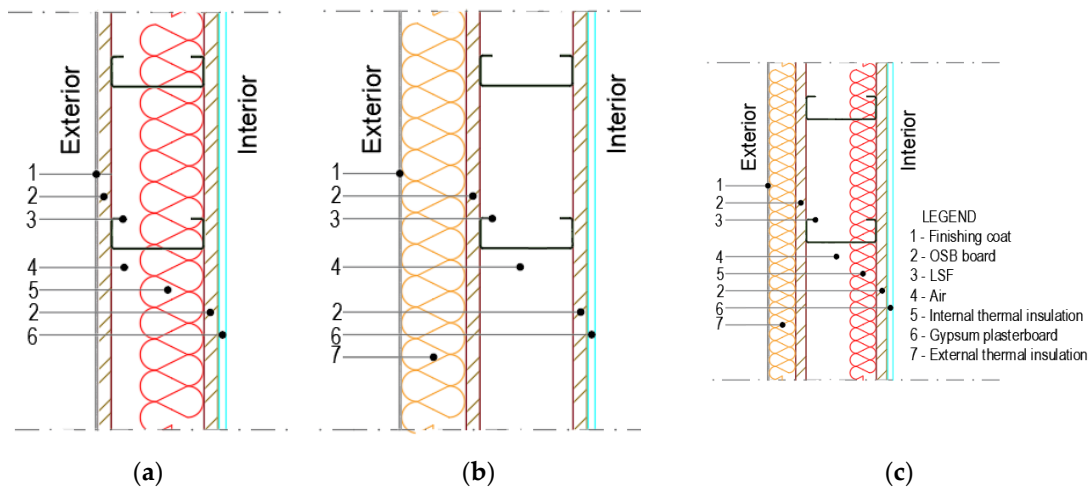 Exterior
Interior
1
2
3
4
5
2
6
Exterior
Interior
1
2
3
4
2
6
7
Exterior
Interior
1
2
3
4
5
2
6
7
LEGEND
1 - Finishing coat
2 - OSB board
3 - LSF
4 - Air
5 - Internal thermal insulation
6 - Gypsum plasterboard
7 - External thermal insulation
(a)
(b)
(c)